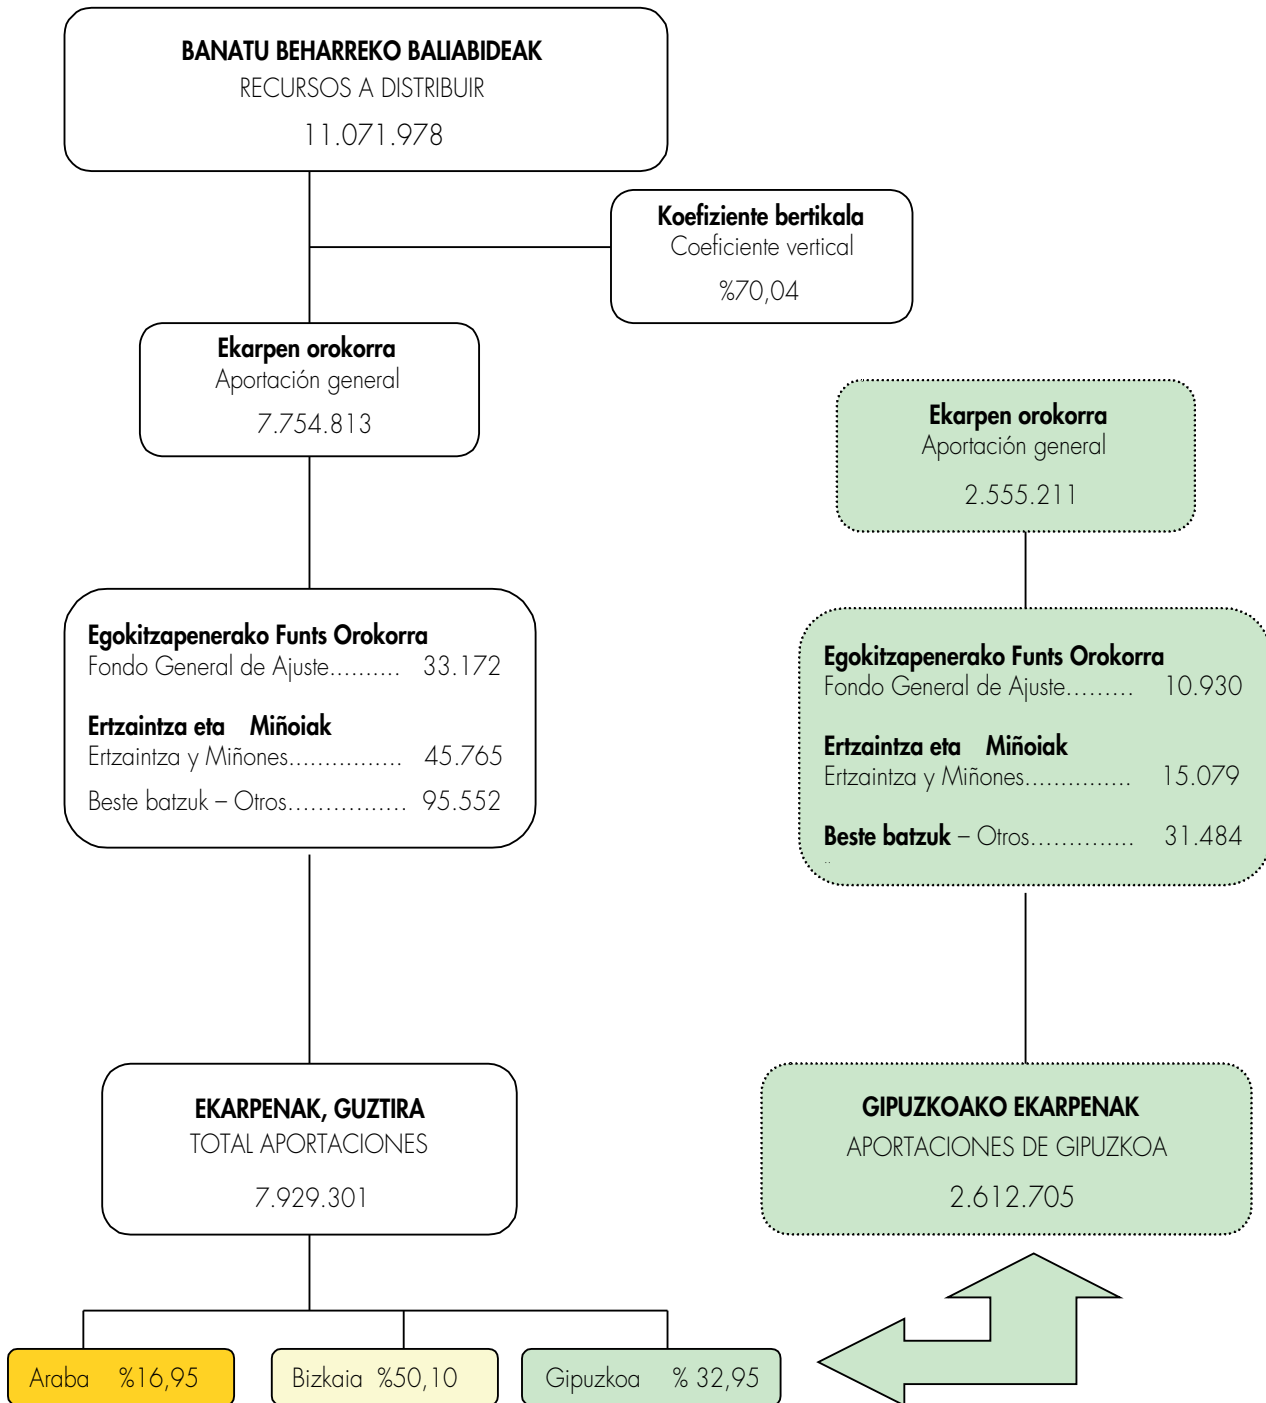 BANATU BEHARREKO BALIABIDEAK
RECURSOS A DISTRIBUIR
11.071.978
Koefiziente bertikala
Coeficiente vertical
%70,04
Ekarpen orokorra
Aportación general
7.754.813
Egokitzapenerako Funts Orokorra
Fondo General de Ajuste.......... 33.172
Ertzaintza eta Miñoiak
Ertzaintza y Miñones................ 45.765
Beste batzuk – Otros................ 95.552
EKARPENAK, GUZTIRA
TOTAL APORTACIONES
7.929.301
Araba %16,95
Bizkaia %50,10
Gipuzkoa % 32,95
Ekarpen orokorra
Aportación general
2.555.211
Egokitzapenerako Funts Orokorra
Fondo General de Ajuste......... 10.930
Ertzaintza eta Miñoiak
Ertzaintza y Miñones............... 15.079
Beste batzuk – Otros.............. 31.484
GIPUZKOAKO EKARPENAK
APORTACIONES DE GIPUZKOA
2.612.705